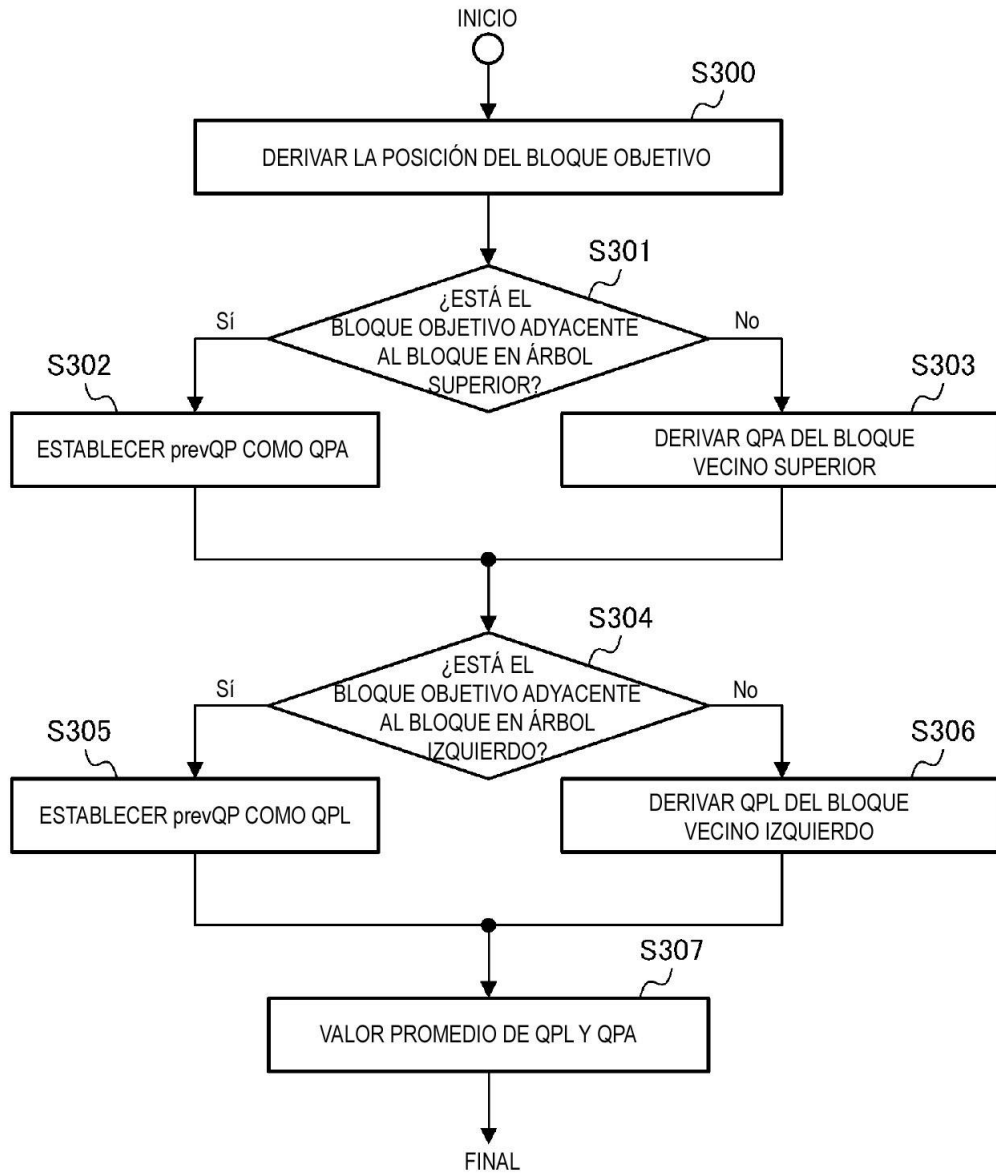 INICIO
S300
DERIVAR LA POSICIÓN DEL BLOQUE OBJETIVO
S301
¿ESTÁ EL
BLOQUE OBJETIVO ADYACENTE
AL BLOQUE EN ÁRBOL
SUPERIOR?
Sí
No
S302
ESTABLECER prevQP COMO QPA
S303
DERIVAR QPA DEL BLOQUE
VECINO SUPERIOR
S304
¿ESTÁ EL
BLOQUE OBJETIVO ADYACENTE
AL BLOQUE EN ÁRBOL
IZQUIERDO?
Sí
No
S305
ESTABLECER prevQP COMO QPL
S306
DERIVAR QPL DEL BLOQUE
VECINO IZQUIERDO
S307
VALOR PROMEDIO DE QPL Y QPA
FINAL